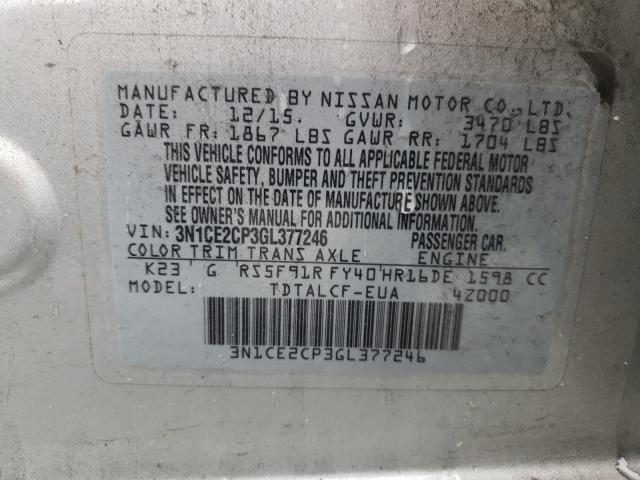 MANUFACTURED BY NISSAN MOTOR CO., LTD.
DATE: 12/15. GVWR: 3470 LBS
GAWR FR: 1867 LBS GAWR RR: 1704 LBS
THIS VEHICLE CONFORMS TO ALL APPLICABLE FEDERAL MOTOR
VEHICLE SAFETY, BUMPER AND THEFT PREVENTION STANDARDS
IN EFFECT ON THE DATE OF MANUFACTURE SHOWN ABOVE.
SEE OWNER'S MANUAL FOR ADDITIONAL INFORMATION.
VIN: 3N1CE2CP3GL377246 PASSENGER CAR.
COLOR TRIM TRANS AXLE ENGINE
K23 G RS5F91R FY40 HR16DE 1598 CC
MODEL: TDTALCF-EUA 4Z000
3N1CE2CP3GL377246